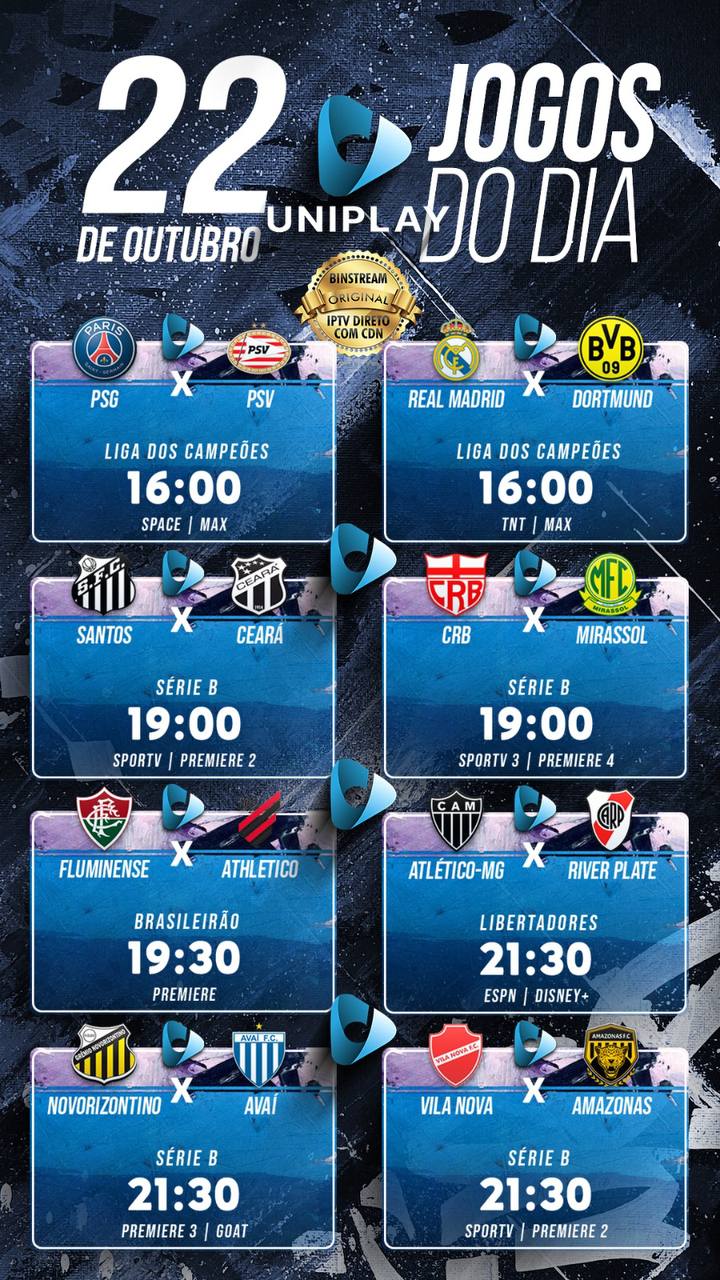 22
DE OUTUBRO
UNIPLAY
JOGOS
DO DIA
BINSTREAM
ORIGINAL
IPTV DIRETO
COM CDN
PARIS
SAINT-GERMAIN
PSV
BVB
09
PSG X PSV
LIGA DOS CAMPEÕES
16:00
SPACE | MAX
REAL MADRID X DORTMUND
LIGA DOS CAMPEÕES
16:00
TNT | MAX
S.F.C.
CEARÁ
1914
CRB
MFC
MIRASSOL
SANTOS X CEARÁ
SÉRIE B
19:00
SPORTV | PREMIERE 2
CRB X MIRASSOL
SÉRIE B
19:00
SPORTV 3 | PREMIERE 4
CAM
CARP
FLUMINENSE X ATHLETICO
BRASILEIRÃO
19:30
PREMIERE
ATLÉTICO-MG X RIVER PLATE
LIBERTADORES
21:30
ESPN | DISNEY+
GRÊMIO NOVORIZONTINO
AVAÍ F.C.
VILA NOVA F.C.
AMAZONAS F.C
NOVORIZONTINO X AVAÍ
SÉRIE B
21:30
PREMIERE 3 | GOAT
VILA NOVA X AMAZONAS
SÉRIE B
21:30
SPORTV | PREMIERE 2